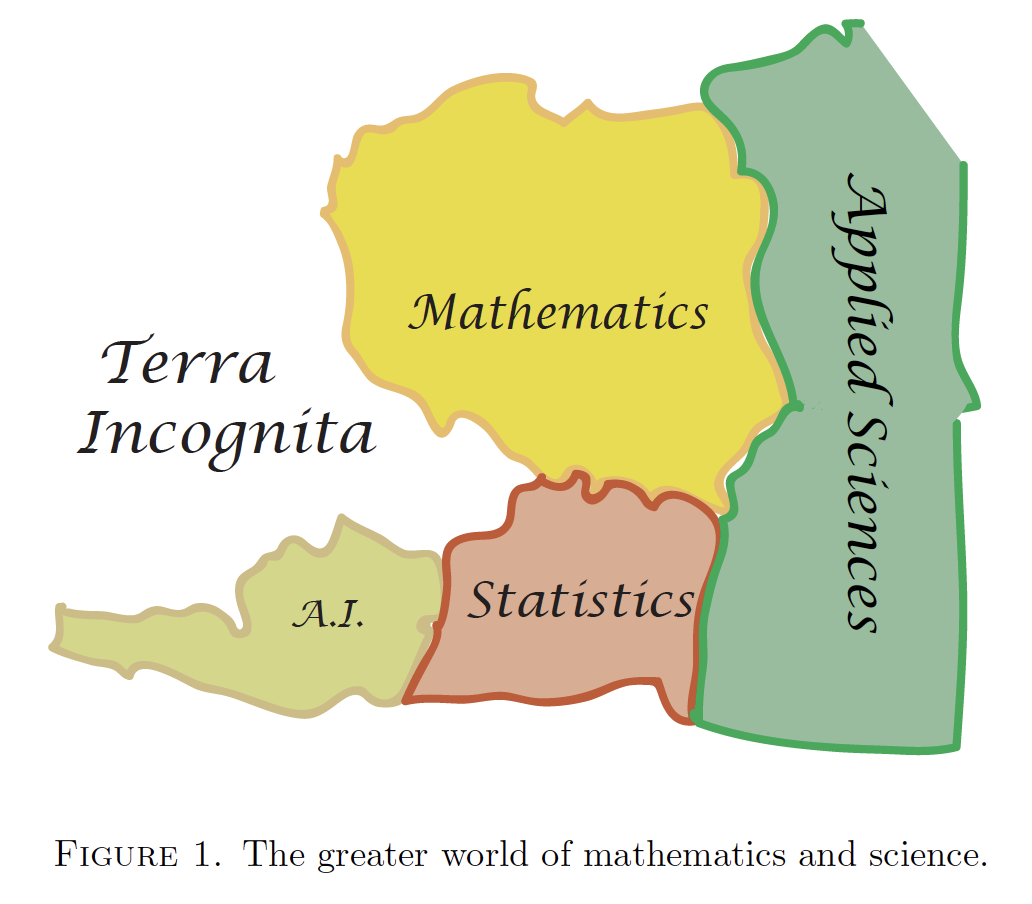 Mathematics
Applied Sciences
Terra
Incognita
A.I.
Statistics
FIGURE 1. The greater world of mathematics and science.